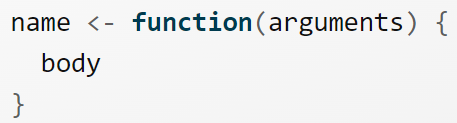 name <- function(arguments) {
  body
}